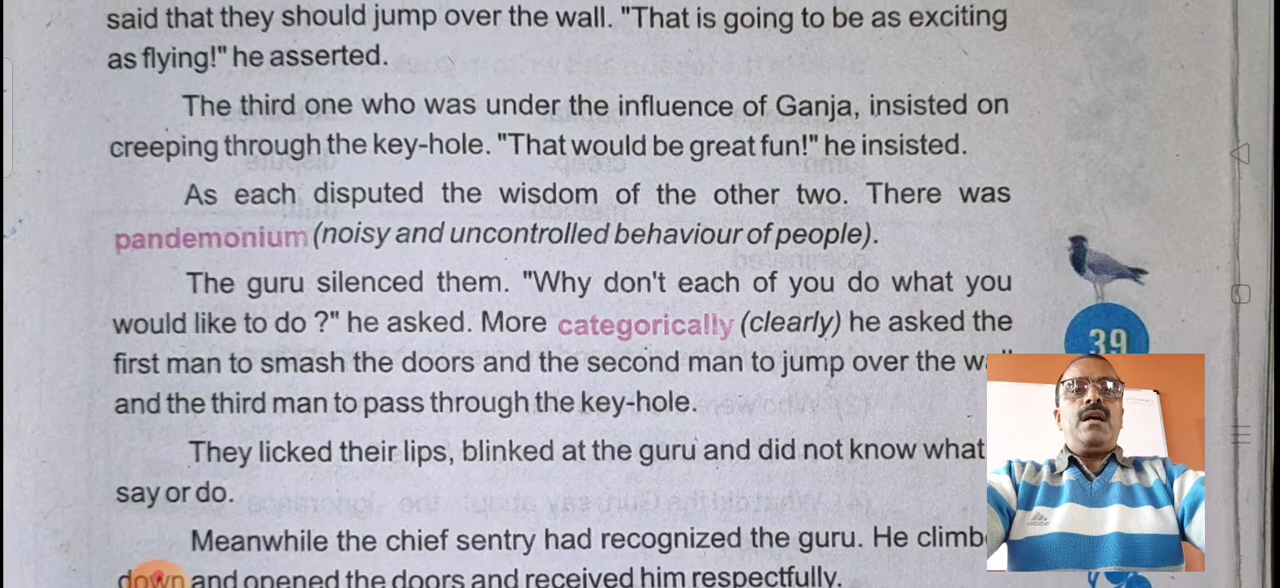 said that they should jump over the wall. "That is going to be as exciting
as flying!" he asserted.
The third one who was under the influence of Ganja, insisted on
creeping through the key-hole. "That would be great fun!" he insisted.
As each disputed the wisdom of the other two. There was
pandemonium (noisy and uncontrolled behaviour of people).
The guru silenced them. "Why don't each of you do what you
would like to do ?" he asked. More categorically (clearly) he asked the
first man to smash the doors and the second man to jump over the
and the third man to pass through the key-hole.
They licked their lips, blinked at the guru and did not know what
say or do.
Meanwhile the chief sentry had recognized the guru. He
down and opened the doors and received him respectfully.
39
adidas